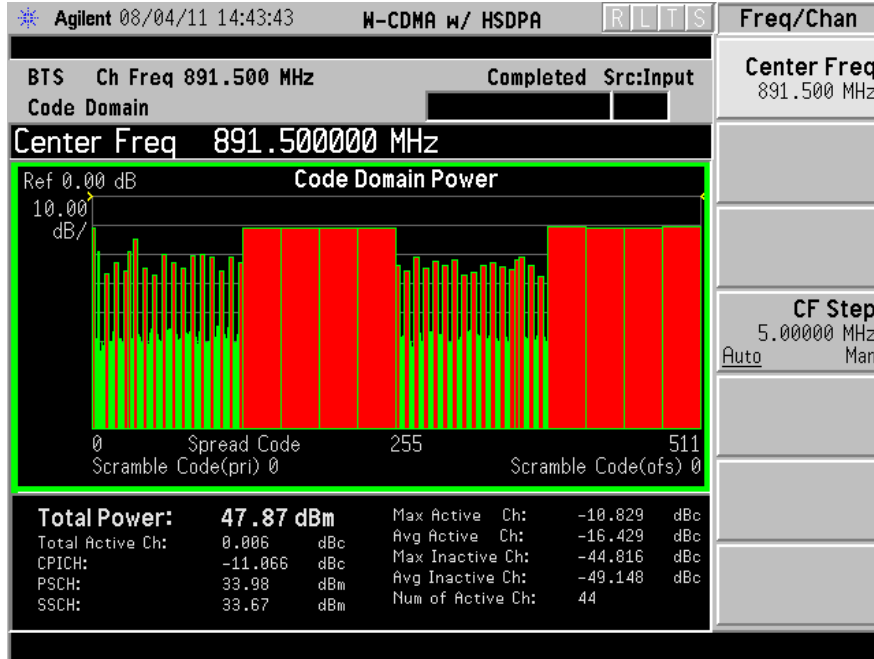 Agilent 08/04/11 14:43:43 W-CDMA w/ HSDPA R L T S Freq/Chan
BTS Ch Freq 891.500 MHz Completed Src:Input
Code Domain
Center Freq 891.500000 MHz
Ref 0.00 dB Code Domain Power
10.00
dB/
0 Spread Code 255 511
Scramble Code(pri) 0 Scramble Code(ofs) 0
Total Power: 47.87 dBm
Total Active Ch: 0.006 dBc
CPICH: -11.066 dBc
PSCH: 33.98 dBm
SSCH: 33.67 dBm
Max Active Ch: -10.829 dBc
Avg Active Ch: -16.429 dBc
Max Inactive Ch: -44.816 dBc
Avg Inactive Ch: -49.148 dBc
Num of Active Ch: 44
Center Freq
891.500 MHz
CF Step
5.00000 MHz
Auto Man